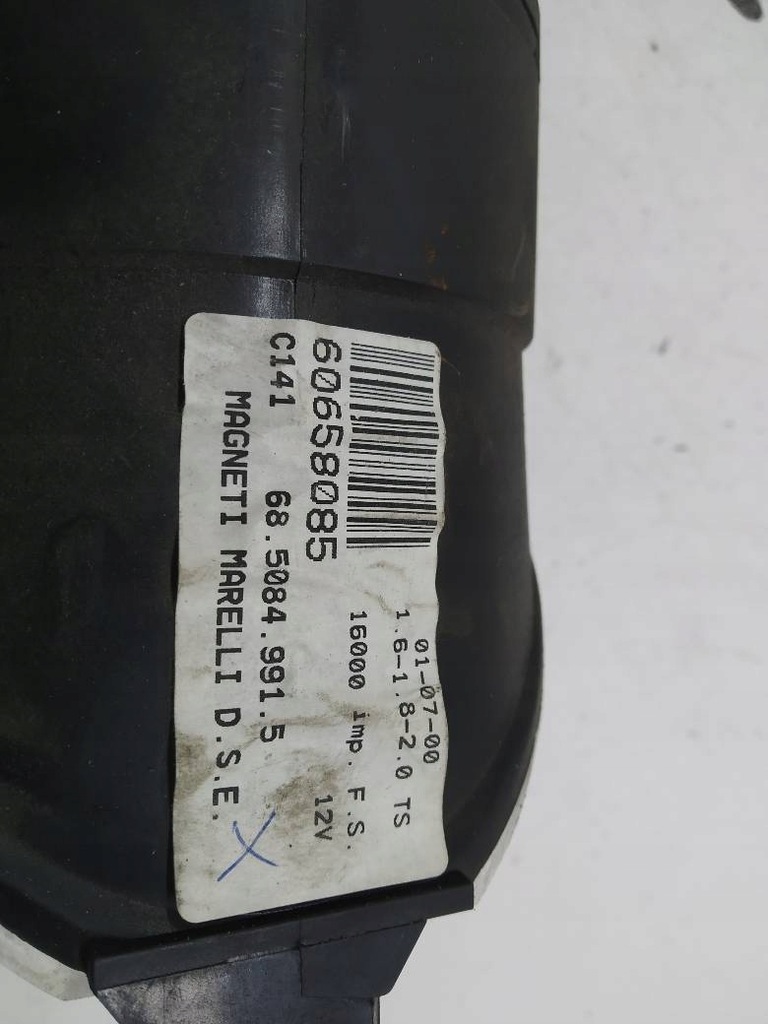 01-07-00
1.6-1.8-2.0 TS
16000 imp. F.S.
60658085 12V
C141 68.5084.991.5
MAGNETI MARELLI D.S.E.